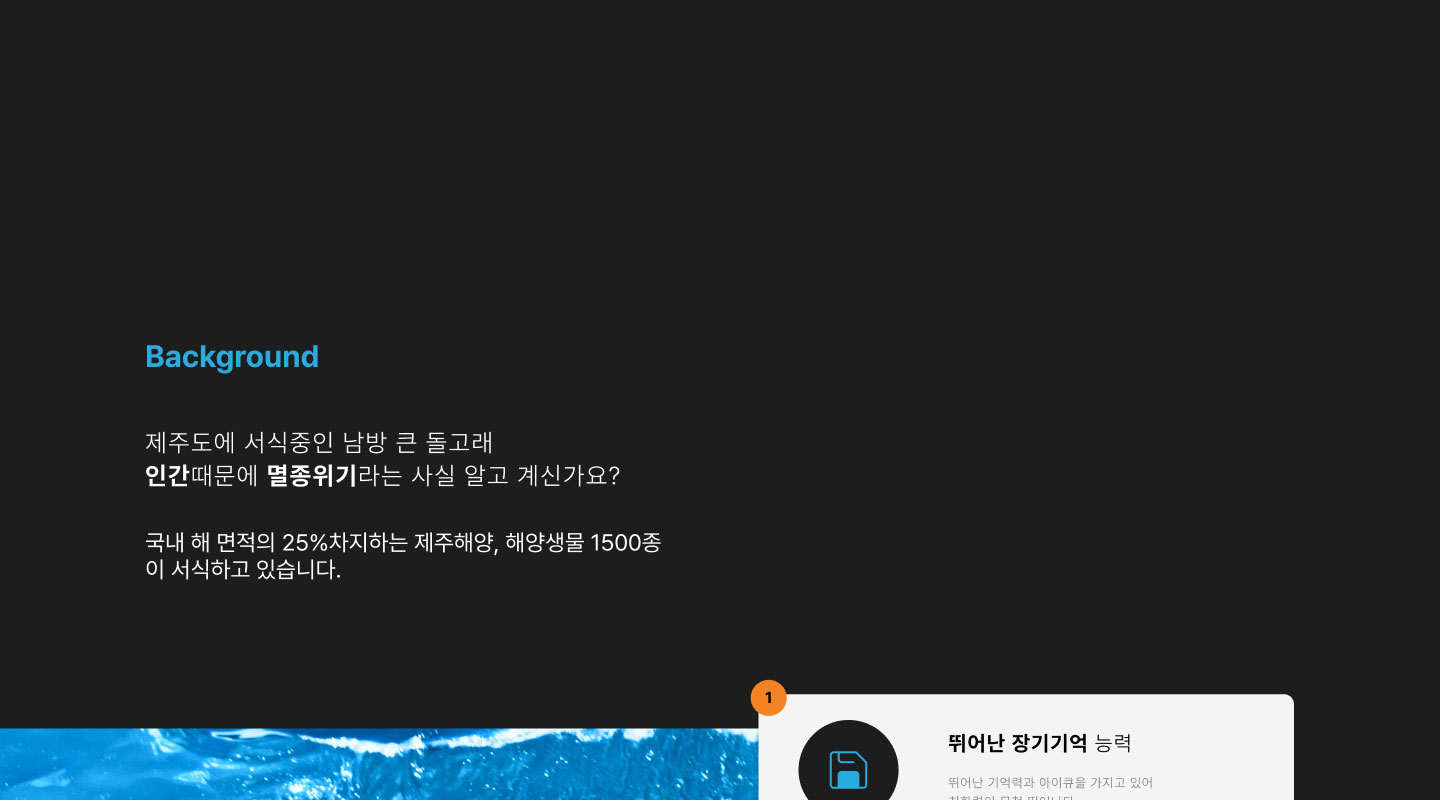 Background
제주도에 서식중인 남방 큰 돌고래
인간때문에 멸종위기라는 사실 알고 계신가요?
국내 해 면적의 25%차지하는 제주해양, 해양생물 1500종
이 서식하고 있습니다.
1
뛰어난 장기기억 능력
뛰어난 기억력과 아이큐을 가지고 있어